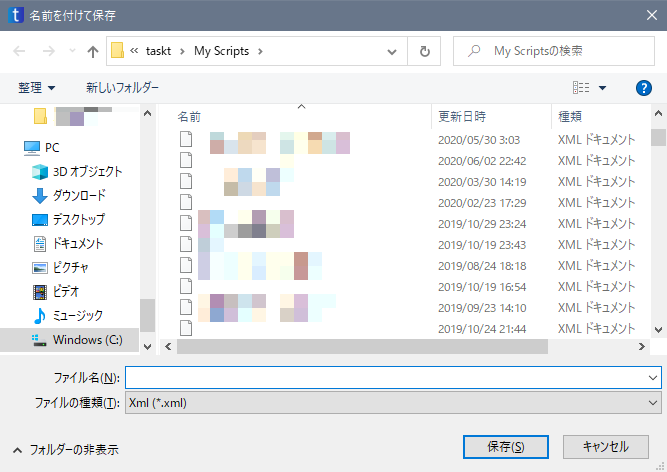 名前を付けて保存
taskt
My Scripts
My Scriptsの検索
整理
新しいフォルダー
名前
更新日時
種類
PC
3D オブジェクト
ダウンロード
デスクトップ
ドキュメント
ピクチャ
ビデオ
ミュージック
Windows (C:)
2020/05/30 3:03 XML ドキュメント
2020/06/02 22:42 XML ドキュメント
2020/03/30 14:19 XML ドキュメント
2020/02/23 17:29 XML ドキュメント
2019/10/29 23:24 XML ドキュメント
2019/10/19 23:43 XML ドキュメント
2019/08/24 18:18 XML ドキュメント
2019/10/19 16:54 XML ドキュメント
2019/09/23 14:10 XML ドキュメント
2019/10/24 21:44 XML ドキュメント
ファイル名(N):
ファイルの種類(T): Xml (*.xml)
フォルダーの非表示
保存(S)
キャンセル